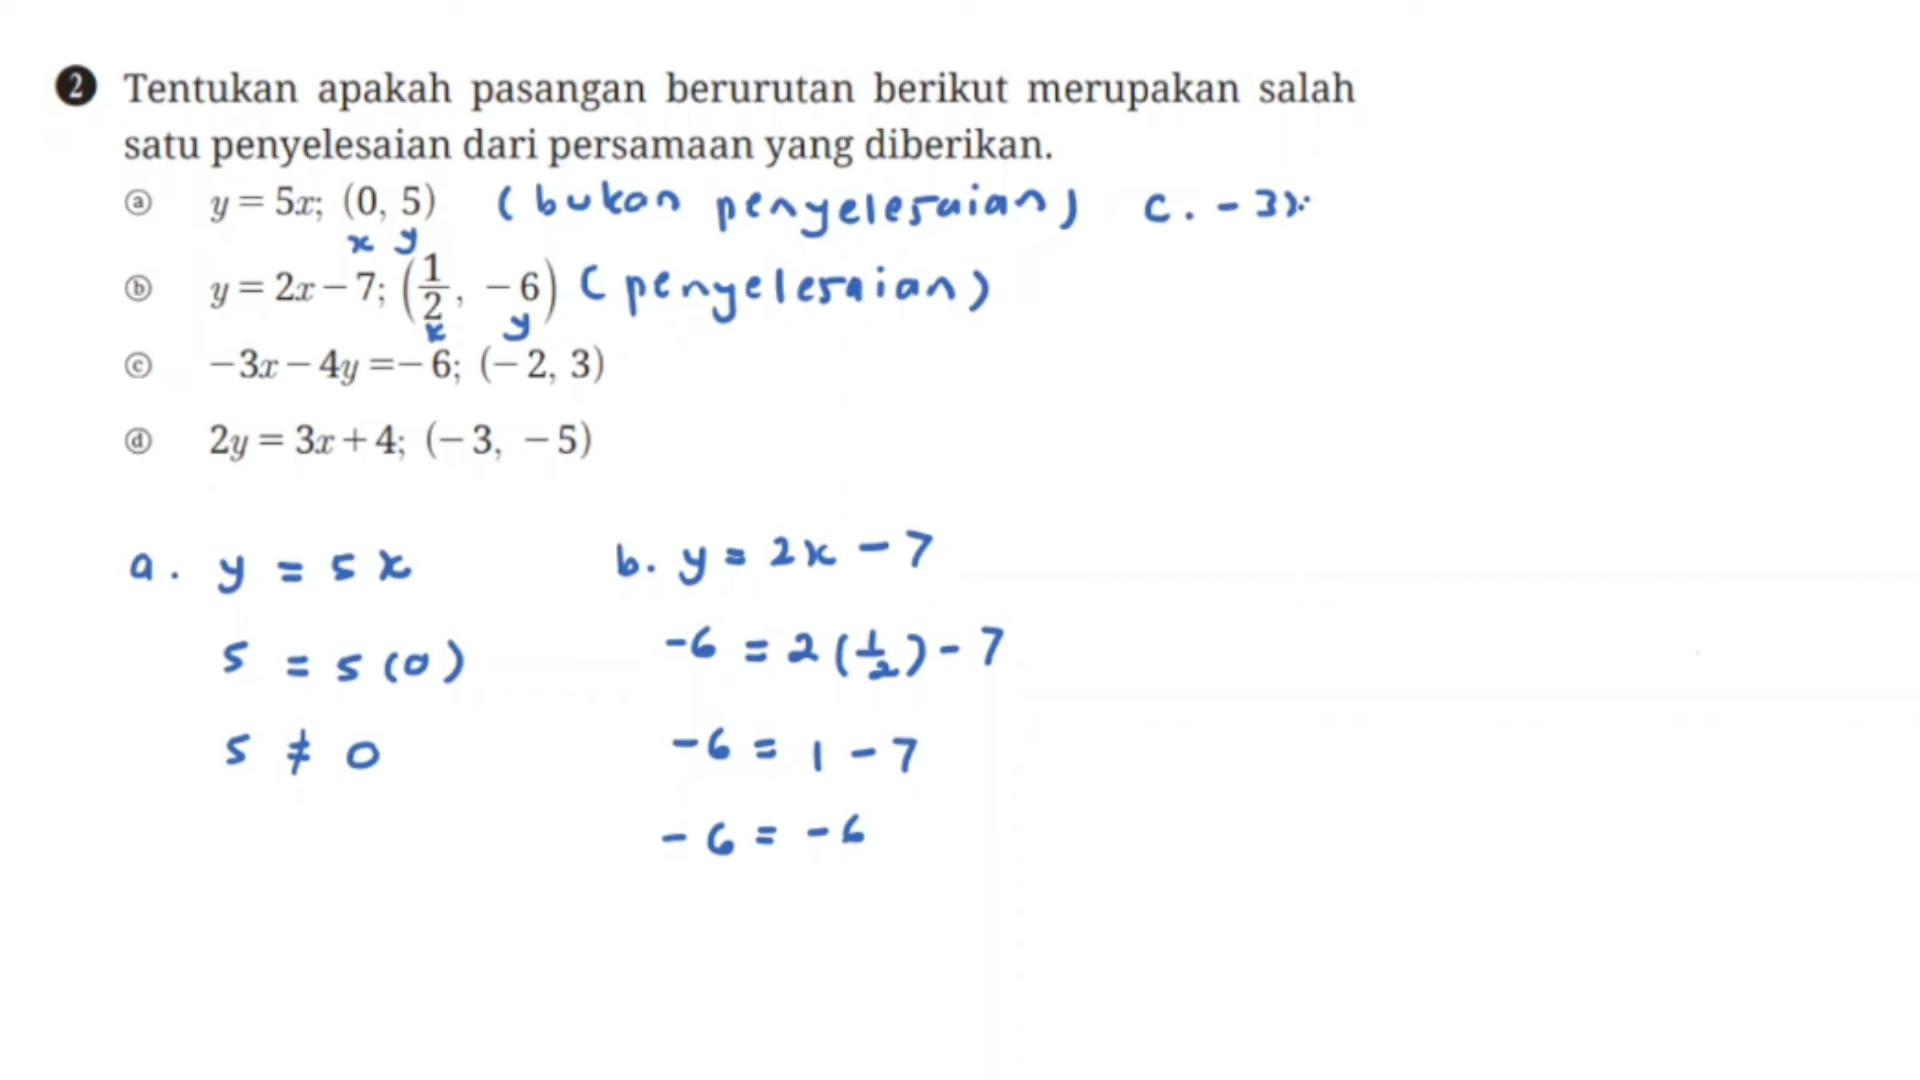 2 Tentukan apakah pasangan berurutan berikut merupakan salah
satu penyelesaian dari persamaan yang diberikan.
ⓐ y = 5x; (0, 5) (bukan penyelesaian)
x y
ⓑ y = 2x − 7; (1/2, −6) (penyelesaian)
x y
ⓒ −3x − 4y = −6; (−2, 3)
ⓓ 2y = 3x + 4; (−3, −5)
a. y = 5x
5 = 5(0)
5 ≠ 0
b. y = 2x − 7
-6 = 2(1/2) - 7
-6 = 1 - 7
-6 = -6
c. -3x